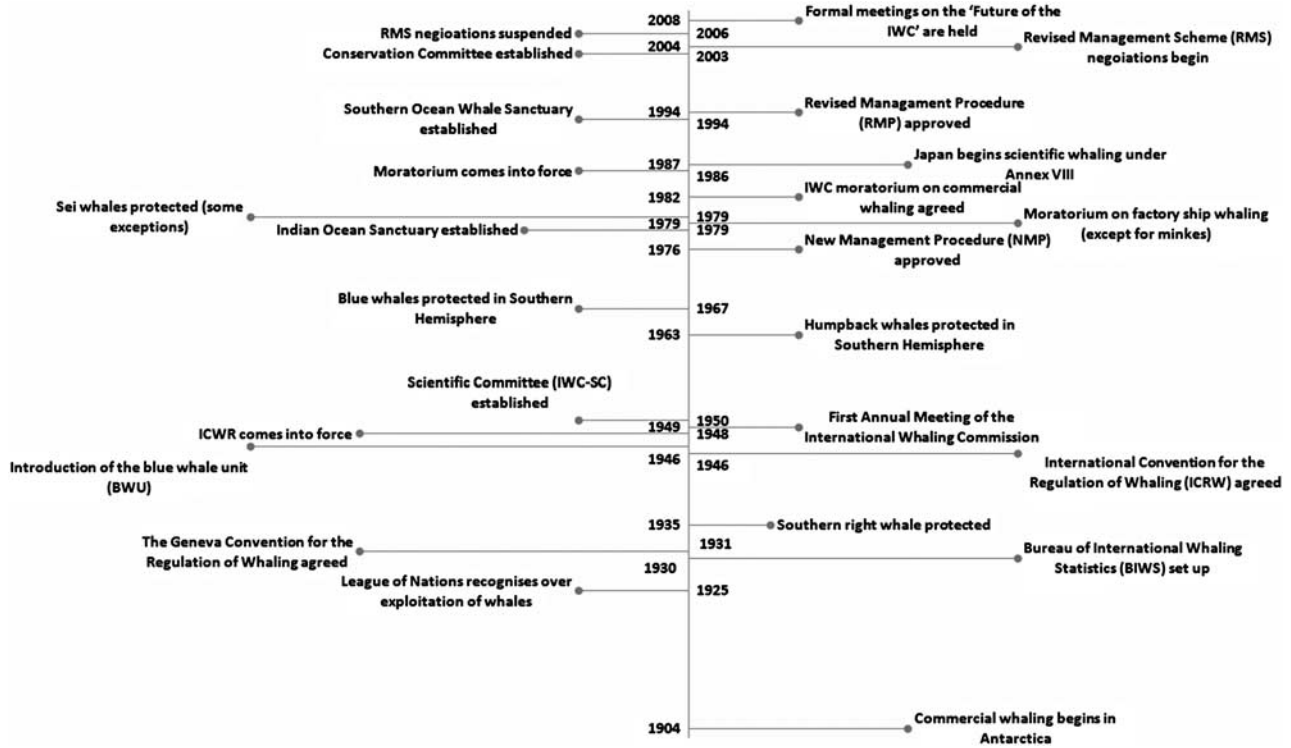 2008
Formal meetings on the ‘Future of the
IWC’ are held
RMS negioations suspended
2006
2004
Revised Management Scheme (RMS)
negoiations begin
Conservation Committee established
2003
Southern Ocean Whale Sanctuary
established
1994
Revised Managament Procedure
(RMP) approved
1994
Moratorium comes into force
1987
Japan begins scientific whaling under
Annex VIII
1986
1982
IWC moratorium on commercial
whaling agreed
Sei whales protected (some
exceptions)
1979
1979
Moratorium on factory ship whaling
(except for minkes)
Indian Ocean Sanctuary established
1979
1976
New Management Procedure (NMP)
approved
Blue whales protected in Southern
Hemisphere
1967
1963
Humpback whales protected in
Southern Hemisphere
Scientific Committee (IWC-SC)
established
1950
1949
First Annual Meeting of the
International Whaling Commission
ICWR comes into force
1948
Introduction of the blue whale unit
(BWU)
1946
1946
International Convention for the
Regulation of Whaling (ICRW) agreed
1935
Southern right whale protected
The Geneva Convention for the
Regulation of Whaling agreed
1931
1930
Bureau of International Whaling
Statistics (BIWS) set up
League of Nations recognises over
exploitation of whales
1925
1904
Commercial whaling begins in
Antarctica